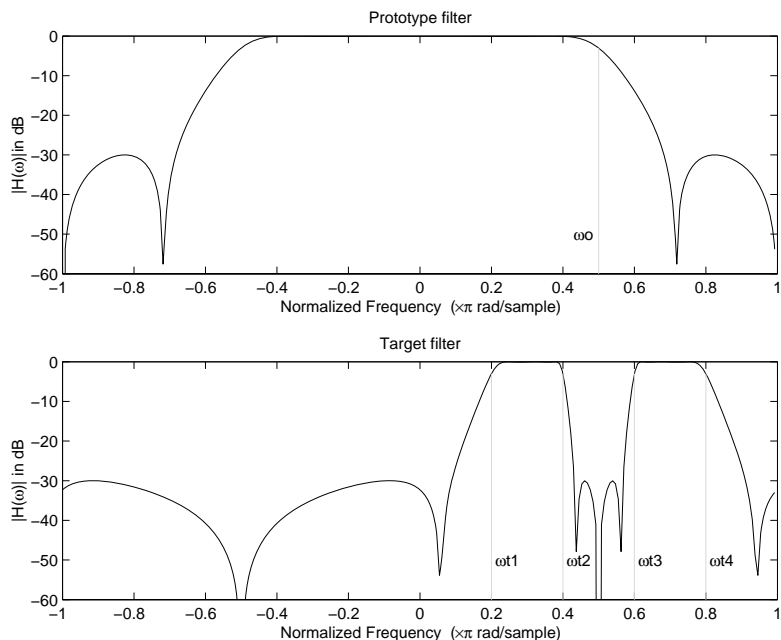 Prototype filter
|H(ω)|in dB
0
−10
−20
−30
−40
−50
−60
ωo
−1 −0.8 −0.6 −0.4 −0.2 0 0.2 0.4 0.6 0.8 1
Normalized Frequency (×π rad/sample)
Target filter
|H(ω)| in dB
0
−10
−20
−30
−40
−50
−60
ωt1 ωt2 ωt3 ωt4
−1 −0.8 −0.6 −0.4 −0.2 0 0.2 0.4 0.6 0.8 1
Normalized Frequency (×π rad/sample)